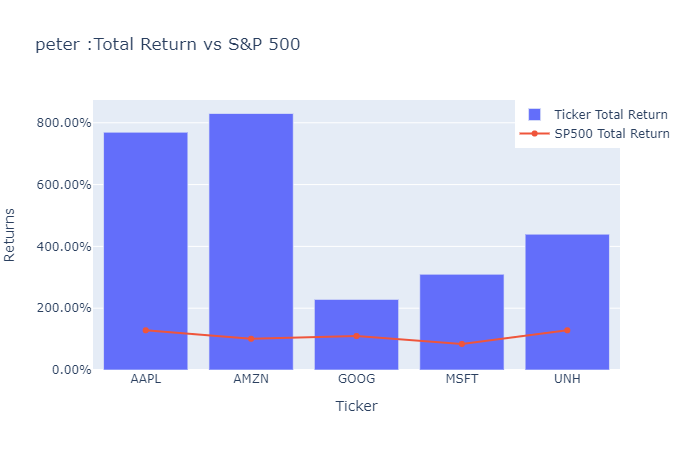 peter :Total Return vs S&P 500
Ticker Total Return
SP500 Total Return
800.00%
600.00%
400.00%
200.00%
0.00%
Returns
AAPL AMZN GOOG MSFT UNH
Ticker